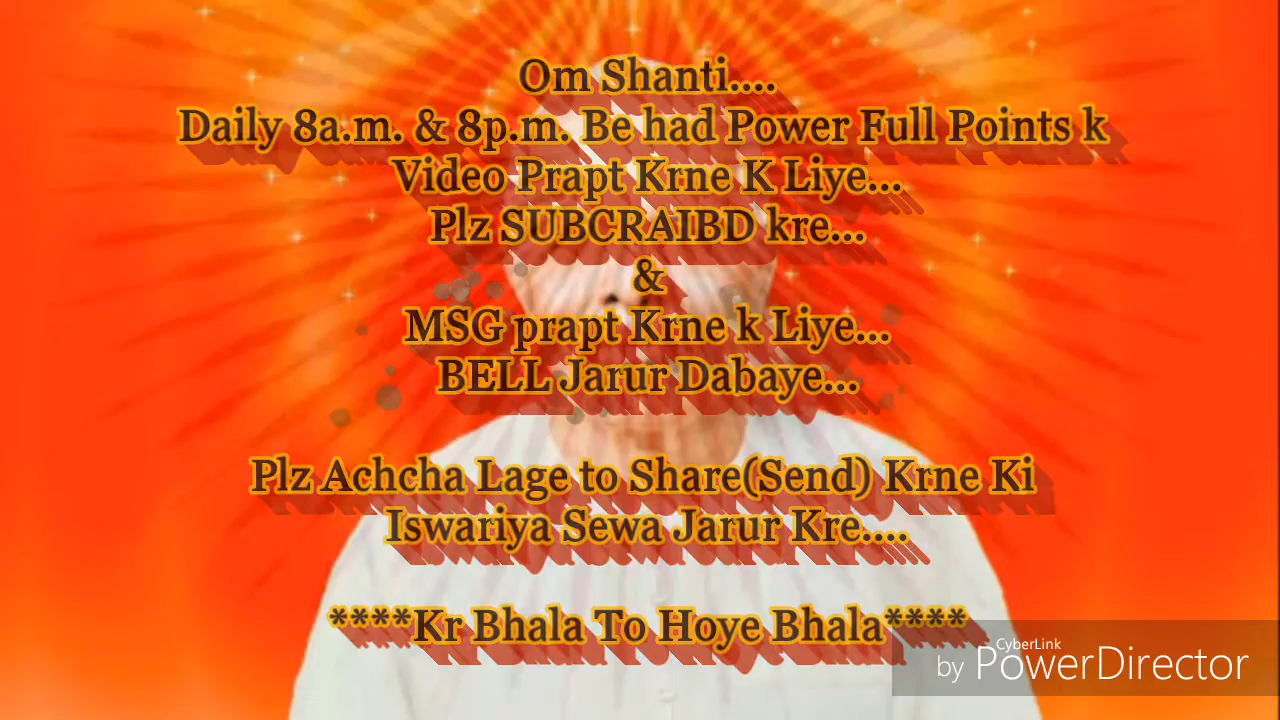 Om Shanti....
Daily 8a.m. & 8p.m. Be had Power Full Points k
Video Prapt Krne K Liye...
Plz SUBCRAIBD kre...
&
MSG prapt Krne k Liye...
BELL Jarur Dabaye...
Plz Achcha Lage to Share(Send) Krne Ki
Iswariya Sewa Jarur Kre....
****Kr Bhala To Hoye Bhala****
CyberLink
by PowerDirector